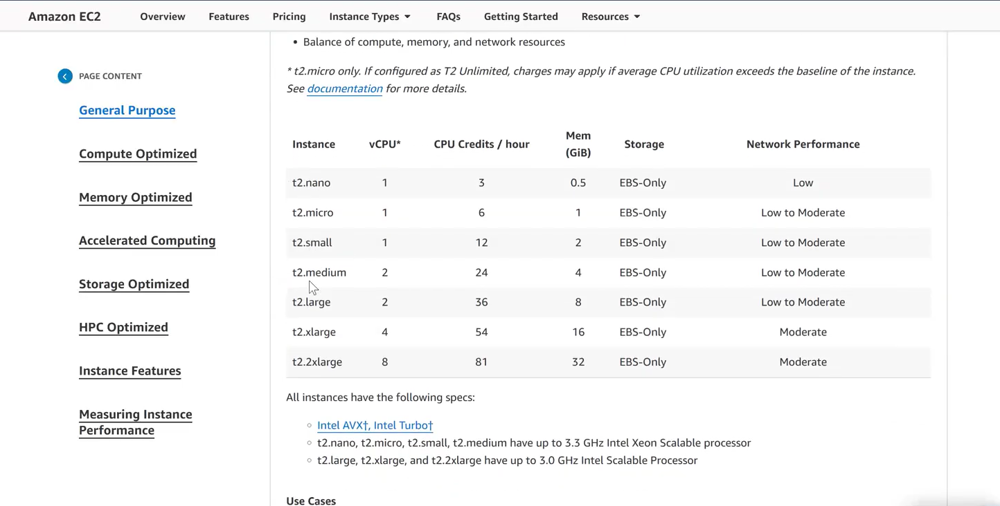 Amazon EC2 Overview Features Pricing Instance Types FAQs Getting Started Resources
PAGE CONTENT
General Purpose
Compute Optimized
Memory Optimized
Accelerated Computing
Storage Optimized
HPC Optimized
Instance Features
Measuring Instance
Performance
• Balance of compute, memory, and network resources
* t2.micro only. If configured as T2 Unlimited, charges may apply if average CPU utilization exceeds the baseline of the instance.
See documentation for more details.
Instance vCPU* CPU Credits / hour Mem (GiB) Storage Network Performance
t2.nano 1 3 0.5 EBS-Only Low
t2.micro 1 6 1 EBS-Only Low to Moderate
t2.small 1 12 2 EBS-Only Low to Moderate
t2.medium 2 24 4 EBS-Only Low to Moderate
t2.large 2 36 8 EBS-Only Low to Moderate
t2.xlarge 4 54 16 EBS-Only Moderate
t2.2xlarge 8 81 32 EBS-Only Moderate
All instances have the following specs:
◦ Intel AVX†, Intel Turbo†
◦ t2.nano, t2.micro, t2.small, t2.medium have up to 3.3 GHz Intel Xeon Scalable processor
◦ t2.large, t2.xlarge, and t2.2xlarge have up to 3.0 GHz Intel Scalable Processor
Use Cases